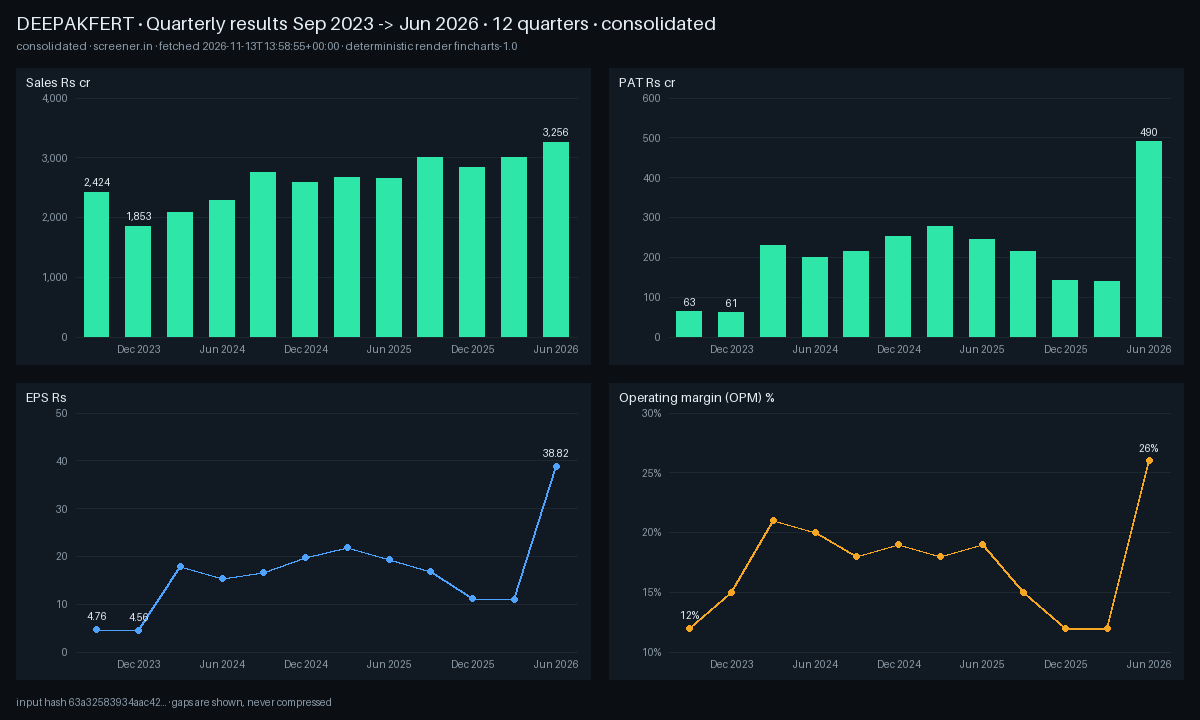 DEEPAKFERT · Quarterly results Sep 2023 -> Jun 2026 · 12 quarters · consolidated
consolidated · screener.in · fetched 2026-11-13T13:58:55+00:00 · deterministic render fincharts-1.0
Sales Rs cr
4,000
3,000
2,000
1,000
0
2,424
1,853
3,256
Dec 2023
Jun 2024
Dec 2024
Jun 2025
Dec 2025
Jun 2026
PAT Rs cr
600
500
400
300
200
100
0
63
61
490
Dec 2023
Jun 2024
Dec 2024
Jun 2025
Dec 2025
Jun 2026
EPS Rs
50
40
30
20
10
0
4.76
4.56
38.82
Dec 2023
Jun 2024
Dec 2024
Jun 2025
Dec 2025
Jun 2026
Operating margin (OPM) %
30%
25%
20%
15%
10%
12%
26%
Dec 2023
Jun 2024
Dec 2024
Jun 2025
Dec 2025
Jun 2026
input hash 63a32583934aac42… · gaps are shown, never compressed